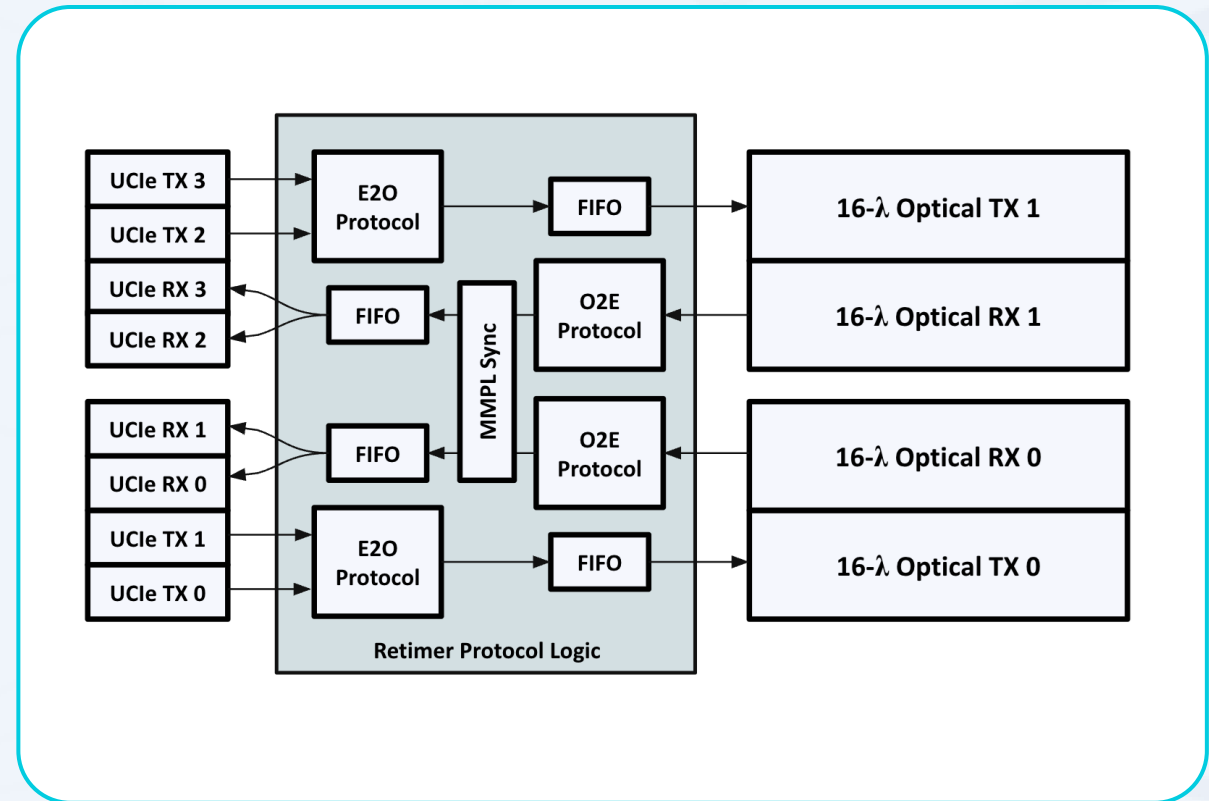 UCIe TX 3
UCIe TX 2
UCIe RX 3
UCIe RX 2
UCIe RX 1
UCIe RX 0
UCIe TX 1
UCIe TX 0
E2O
Protocol
FIFO
FIFO
MMPL Sync
O2E
Protocol
FIFO
O2E
Protocol
E2O
Protocol
FIFO
Retimer Protocol Logic
16-λ Optical TX 1
16-λ Optical RX 1
16-λ Optical RX 0
16-λ Optical TX 0